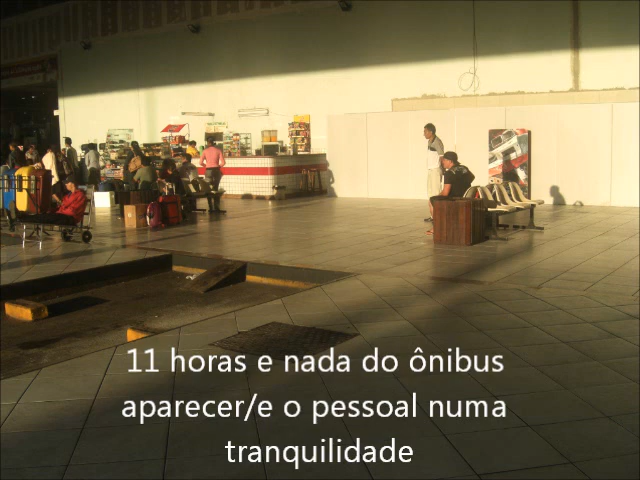 11 horas e nada do ônibus
aparecer/e o pessoal numa
tranquilidade